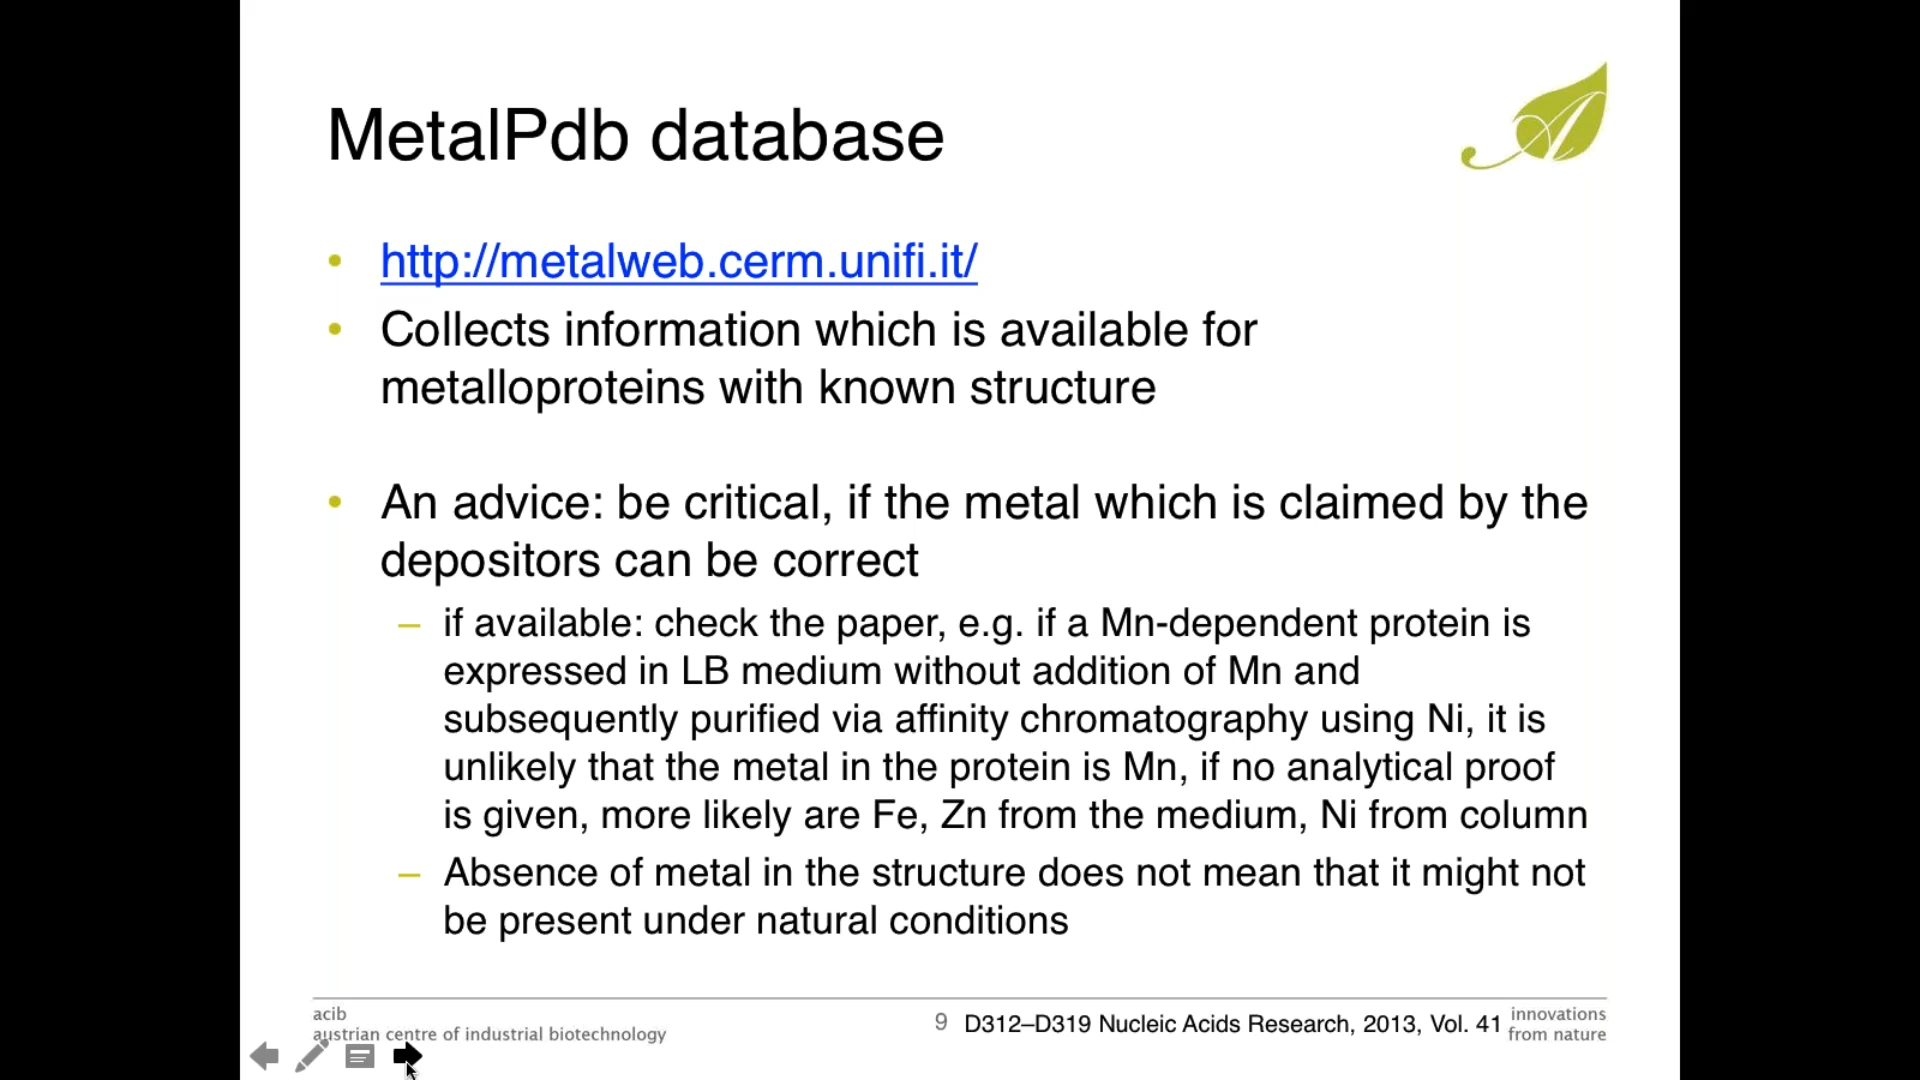 MetalPdb database
• http://metalweb.cerm.unifi.it/
• Collects information which is available for
metalloproteins with known structure
• An advice: be critical, if the metal which is claimed by the
depositors can be correct
– if available: check the paper, e.g. if a Mn-dependent protein is
expressed in LB medium without addition of Mn and
subsequently purified via affinity chromatography using Ni, it is
unlikely that the metal in the protein is Mn, if no analytical proof
is given, more likely are Fe, Zn from the medium, Ni from column
– Absence of metal in the structure does not mean that it might not
be present under natural conditions
acib
austrian centre of industrial biotechnology
9 D312–D319 Nucleic Acids Research, 2013, Vol. 41
innovations
from nature